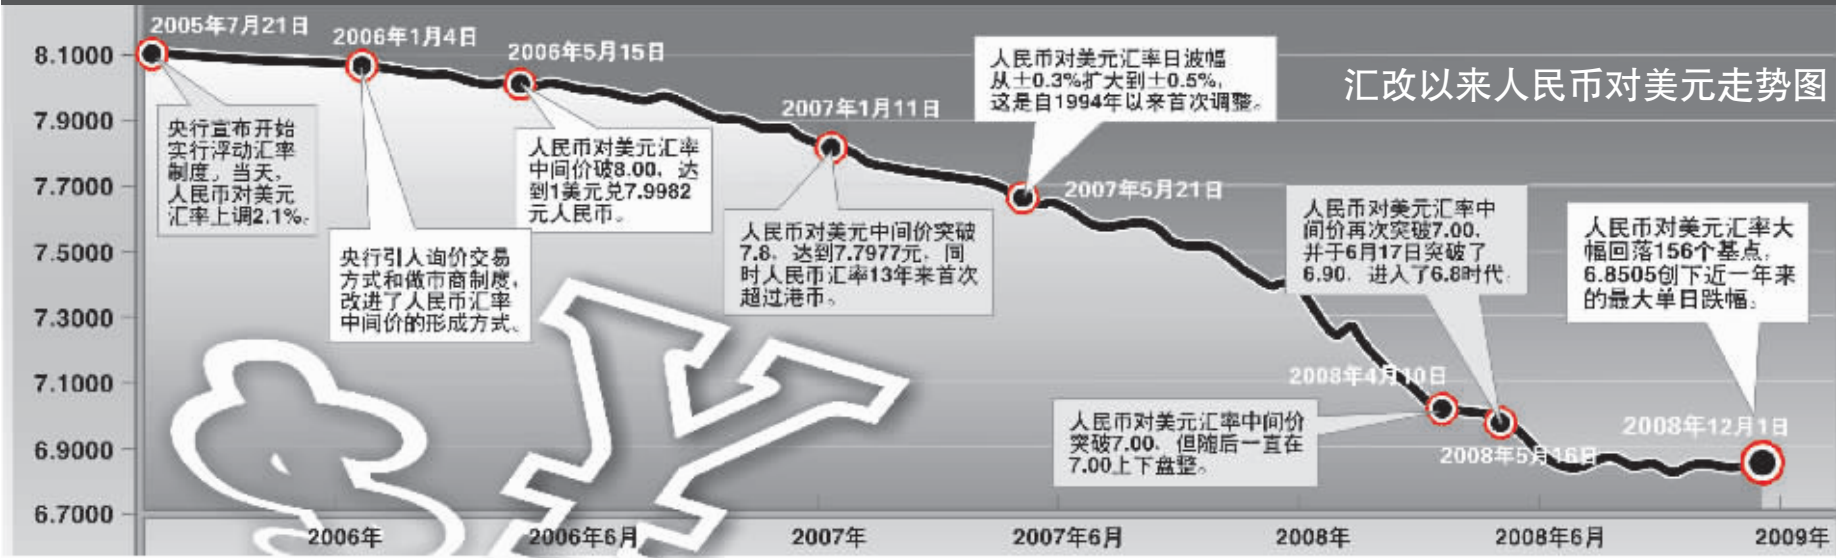 汇改以来人民币对美元走势图
8.1000
7.9000
7.7000
7.5000
7.3000
7.1000
6.9000
6.7000
2005年7月21日
央行宣布开始
实行浮动汇率
制度。当天,
人民币对美元
汇率上调2.1%。
2006年1月4日
央行引入询价交易
方式和做市商制度,
改进了人民币汇率
中间价的形成方式。
2006年5月15日
人民币对美元汇率
中间价破8.00,达
到1美元兑7.9982
元人民币。
2007年1月11日
人民币对美元中间价突破
7.8,达到7.7977元,同
时人民币汇率13年来首次
超过港币。
人民币对美元汇率日波幅
从±0.3%扩大到±0.5%,
这是自1994年以来首次调整。
2007年5月21日
2008年4月10日
人民币对美元汇率中间价
突破7.00,但随后一直在
7.00上下盘整。
人民币对美元汇率中
间价再次突破7.00,
并于6月17日突破了
6.90,进入了6.8时代。
2008年5月16日
人民币对美元汇率大
幅回落156个基点,
6.8505创下近一年来
的最大单日跌幅。
2008年12月1日
2006年
2006年6月
2007年
2007年6月
2008年
2008年6月
2009年